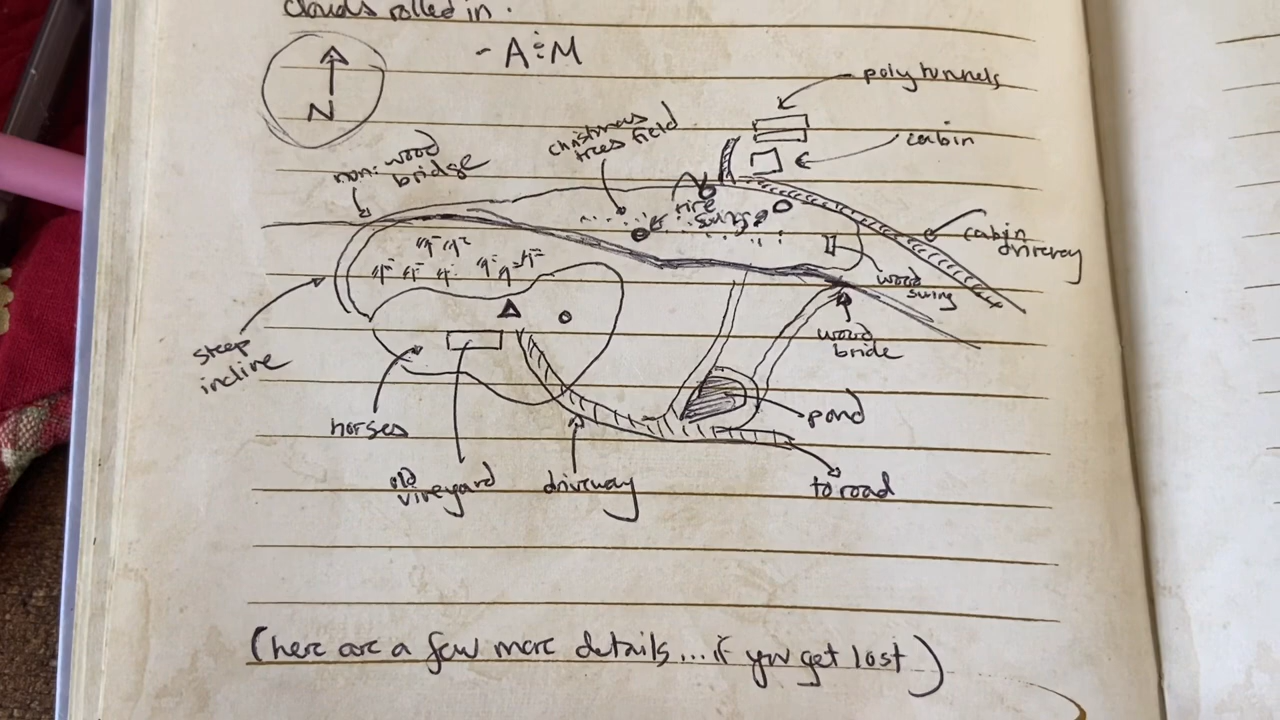 clouds rolled in.
- A & M
N
poly tunnels
cabin
christmas
trees field
non-wood
bridge
tire
swing
cabin
driveway
wood
swing
wood
bride
steep
incline
pond
horses
old
vineyard
driveway
to road
(here are a few more details... if you get lost)